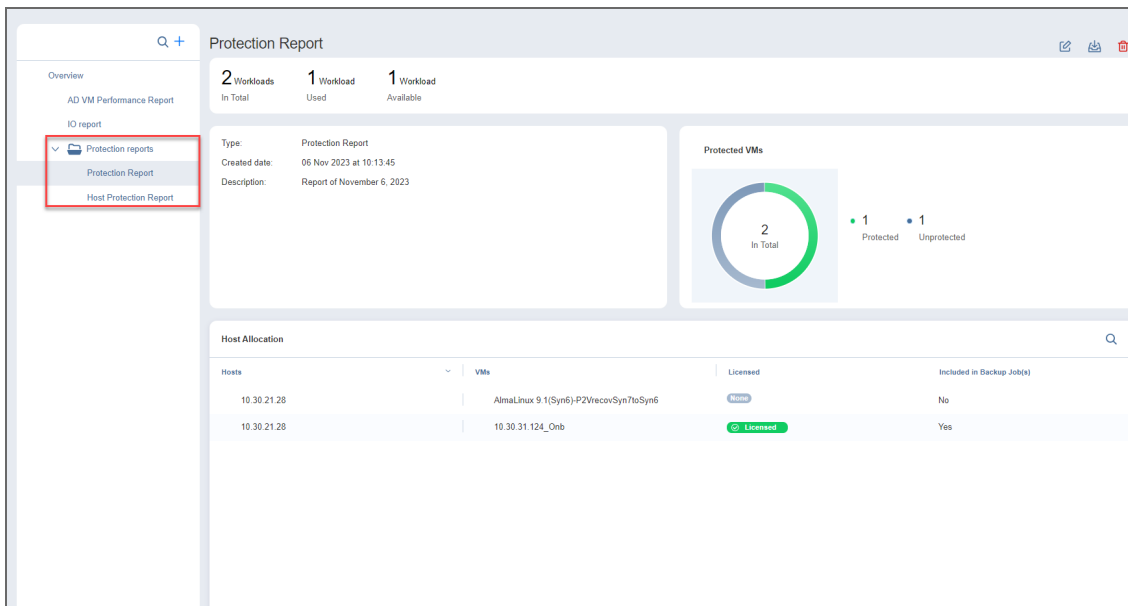 Protection Report
Overview
AD VM Performance Report
IO report
Protection reports
Protection Report
Host Protection Report
2 Workloads 1 Workload 1 Workload
In Total Used Available
Type: Protection Report
Created date: 06 Nov 2023 at 10:13:45
Description: Report of November 6, 2023
Protected VMs
2
In Total
1 1
Protected Unprotected
Host Allocation
Hosts VMs Licensed Included in Backup Job(s)
10.30.21.28 AlmaLinux 9.1(Syn6)-P2VrecovSyn7toSyn6 None No
10.30.21.28 10.30.31.124_Onb Licensed Yes